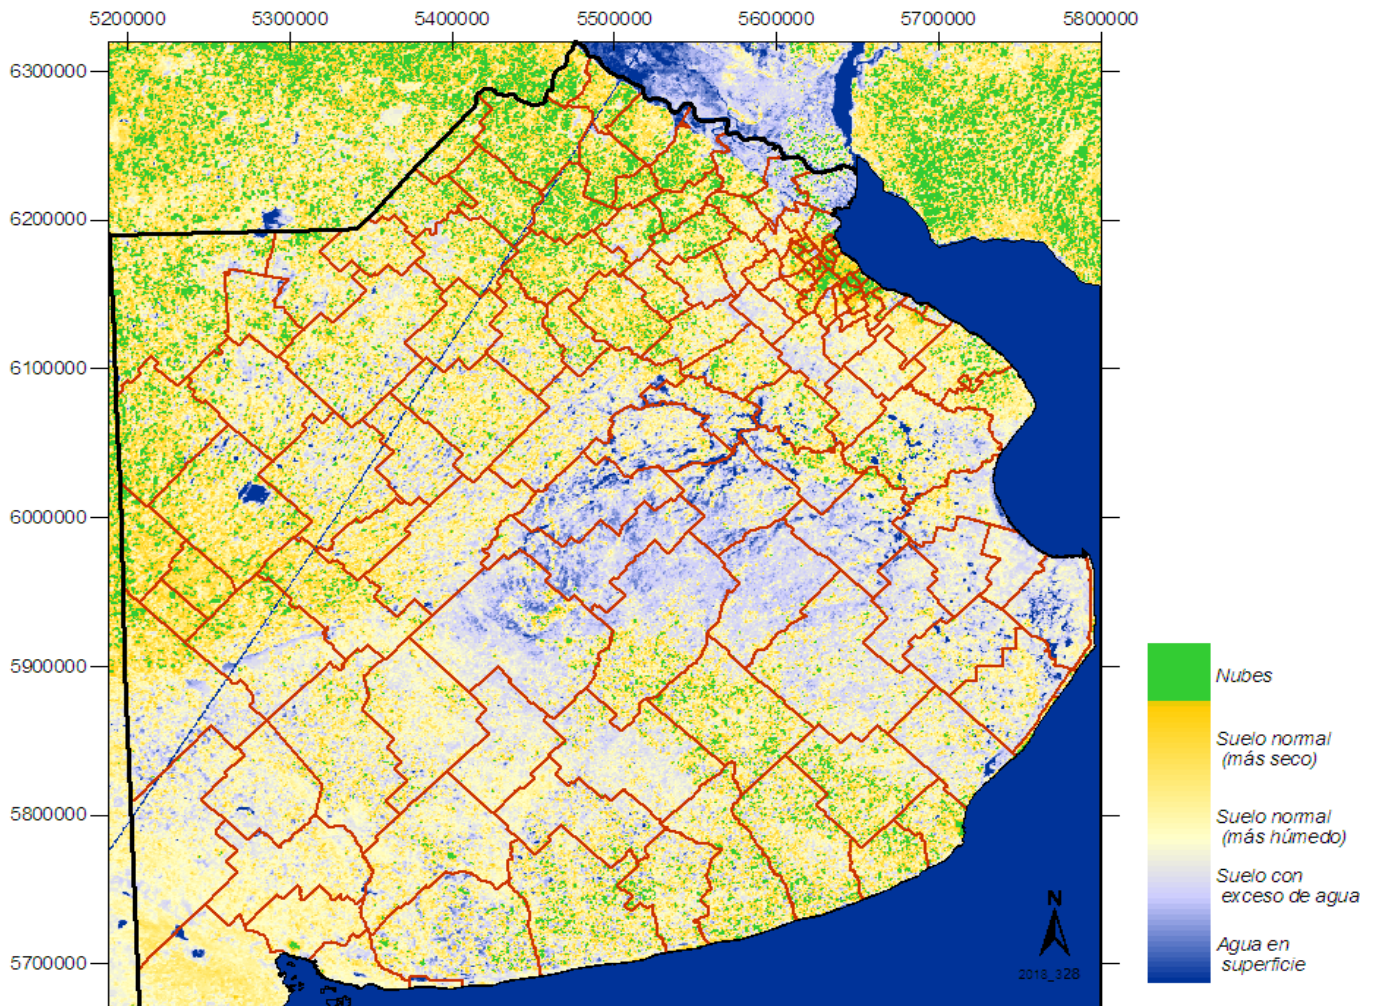 5200000 5300000 5400000 5500000 5600000 5700000 5800000
6300000
6200000
6100000
6000000
5900000
5800000
5700000
Nubes
Suelo normal
(más seco)
Suelo normal
(más húmedo)
Suelo con
exceso de agua
Agua en
superficie
N
2018_328